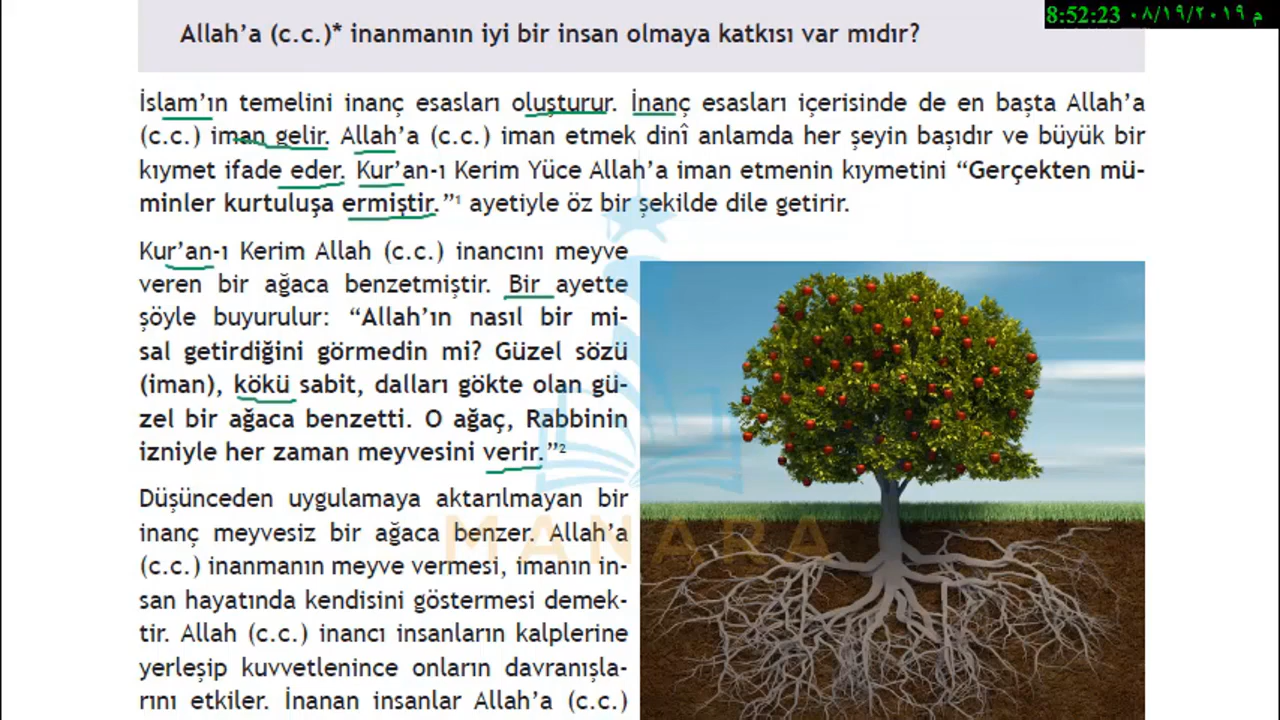 8:52:23 م ٠٨/١٩/٢٠١٩
Allah’a (c.c.)* inanmanın iyi bir insan olmaya katkısı var mıdır?
İslam’ın temelini inanç esasları oluşturur. İnanç esasları içerisinde de en başta Allah’a
(c.c.) iman gelir. Allah’a (c.c.) iman etmek dinî anlamda her şeyin başıdır ve büyük bir
kıymet ifade eder. Kur’an-ı Kerim Yüce Allah’a iman etmenin kıymetini “Gerçekten mü-
minler kurtuluşa ermiştir.”¹ ayetiyle öz bir şekilde dile getirir.
Kur’an-ı Kerim Allah (c.c.) inancını meyve
veren bir ağaca benzetmiştir. Bir ayette
şöyle buyurulur: “Allah’ın nasıl bir mi-
sal getirdiğini görmedin mi? Güzel sözü
(iman), kökü sabit, dalları gökte olan gü-
zel bir ağaca benzetti. O ağaç, Rabbinin
izniyle her zaman meyvesini verir.”²
Düşünceden uygulamaya aktarılmayan bir
inanç meyvesiz bir ağaca benzer. Allah’a
(c.c.) inanmanın meyve vermesi, imanın in-
san hayatında kendisini göstermesi demek-
tir. Allah (c.c.) inancı insanların kalplerine
yerleşip kuvvetlenince onların davranışla-
rını etkiler. İnanan insanlar Allah’a (c.c.)
MANARA